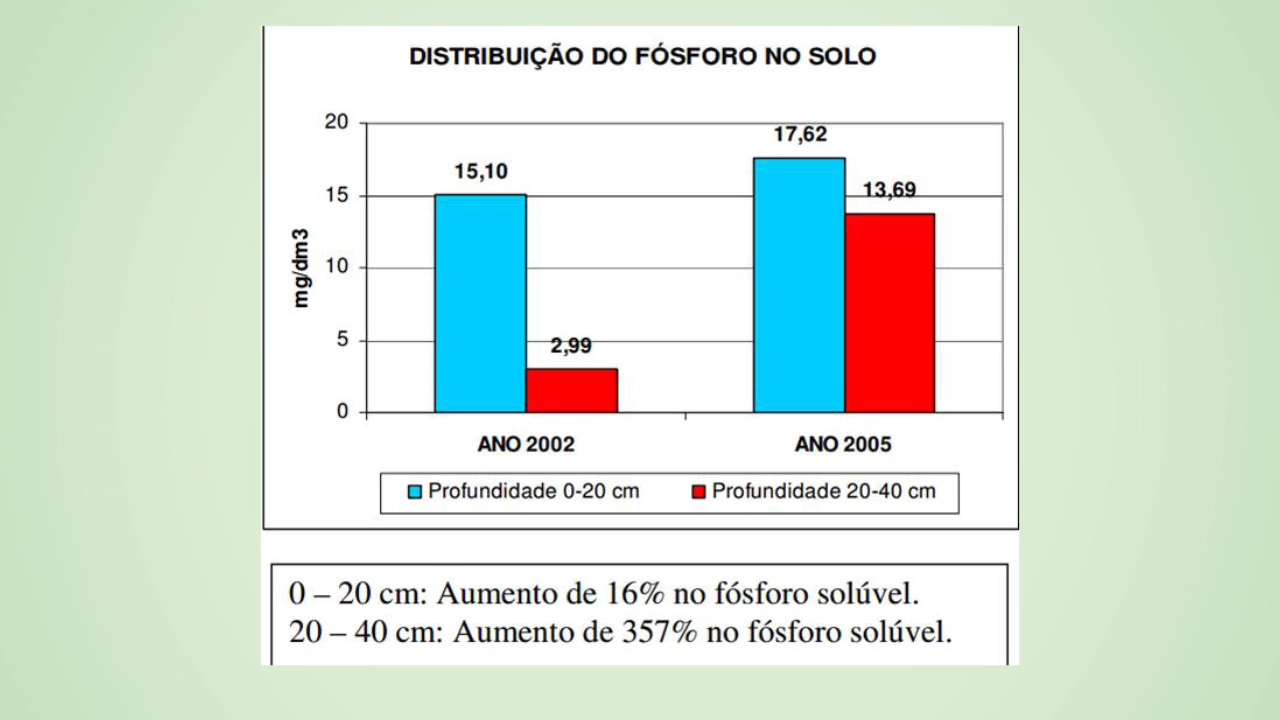 DISTRIBUIÇÃO DO FÓSFORO NO SOLO
20
15
10
5
0
mg/dm3
15,10
2,99
17,62
13,69
ANO 2002
ANO 2005
Profundidade 0-20 cm
Profundidade 20-40 cm
0 – 20 cm: Aumento de 16% no fósforo solúvel.
20 – 40 cm: Aumento de 357% no fósforo solúvel.